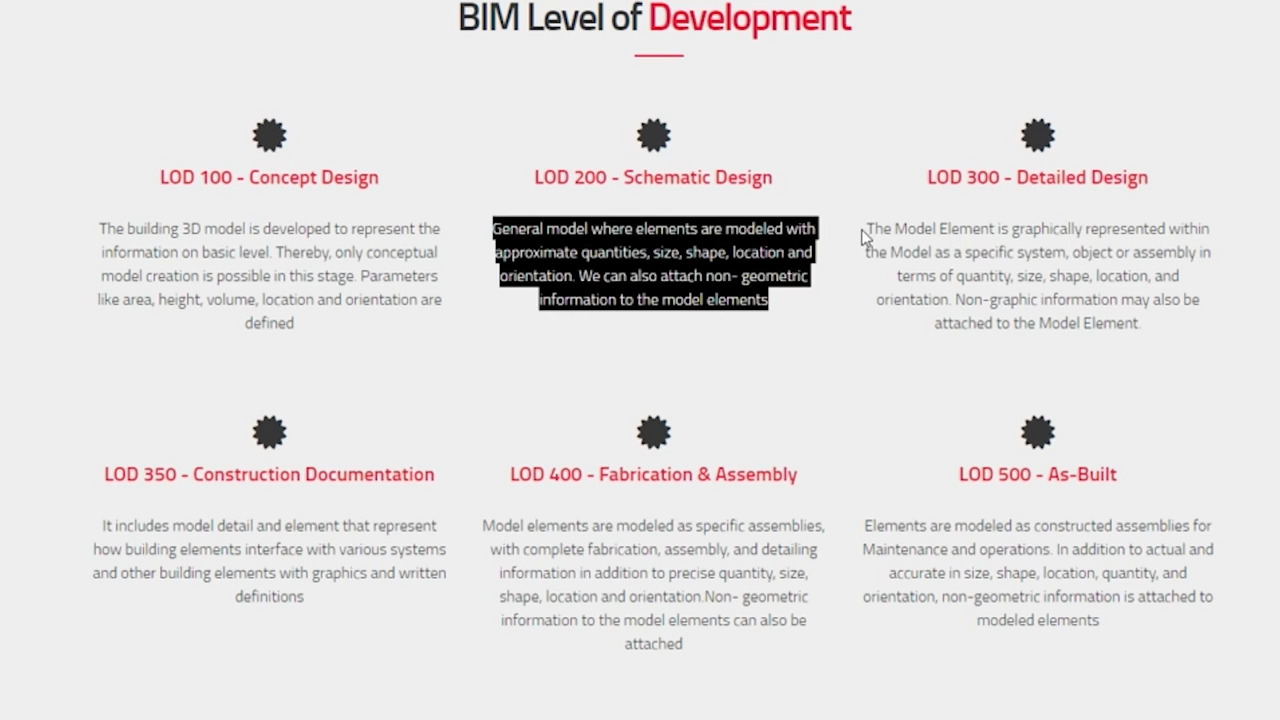 BIM Level of Development
LOD 100 - Concept Design
The building 3D model is developed to represent the
information on basic level. Thereby, only conceptual
model creation is possible in this stage. Parameters
like area, height, volume, location and orientation are
defined
LOD 200 - Schematic Design
General model where elements are modeled with
approximate quantities, size, shape, location and
orientation. We can also attach non- geometric
information to the model elements
LOD 300 - Detailed Design
The Model Element is graphically represented within
the Model as a specific system, object or assembly in
terms of quantity, size, shape, location, and
orientation. Non-graphic information may also be
attached to the Model Element.
LOD 350 - Construction Documentation
It includes model detail and element that represent
how building elements interface with various systems
and other building elements with graphics and written
definitions
LOD 400 - Fabrication & Assembly
Model elements are modeled as specific assemblies,
with complete fabrication, assembly, and detailing
information in addition to precise quantity, size,
shape, location and orientation.Non- geometric
information to the model elements can also be
attached
LOD 500 - As-Built
Elements are modeled as constructed assemblies for
Maintenance and operations. In addition to actual and
accurate in size, shape, location, quantity, and
orientation, non-geometric information is attached to
modeled elements